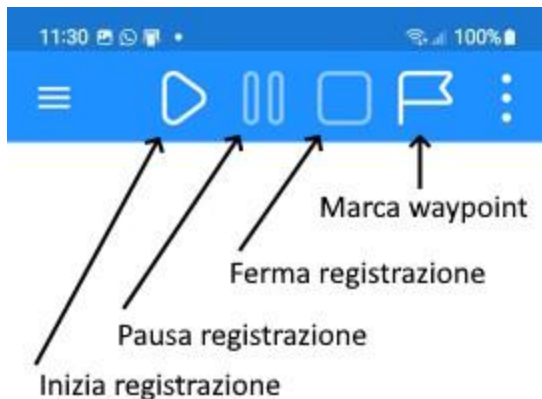 11:30
100%
Marca waypoint
Ferma registrazione
Pausa registrazione
Inizia registrazione